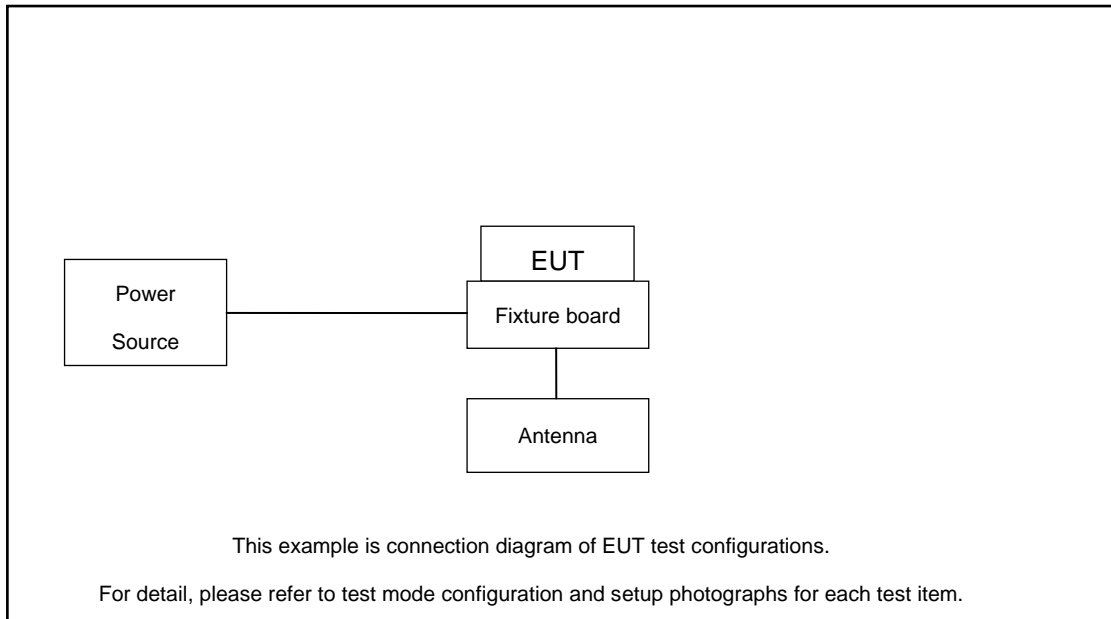 EUT
Power
Source
Fixture board
Antenna
This example is connection diagram of EUT test configurations.
For detail, please refer to test mode configuration and setup photographs for each test item.